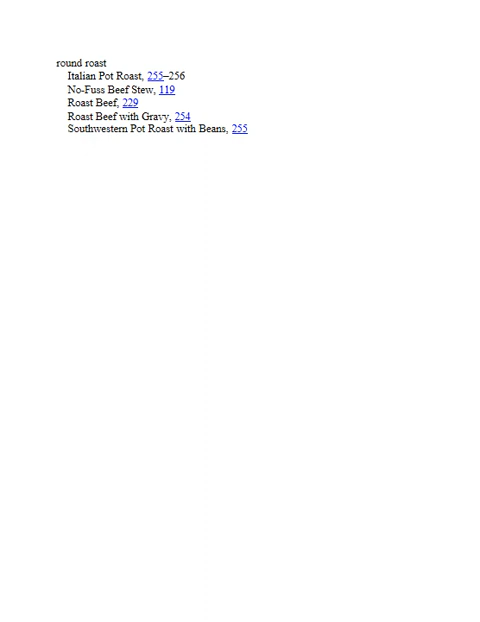 round roast
Italian Pot Roast, 255–256
No-Fuss Beef Stew, 119
Roast Beef, 229
Roast Beef with Gravy, 254
Southwestern Pot Roast with Beans, 255